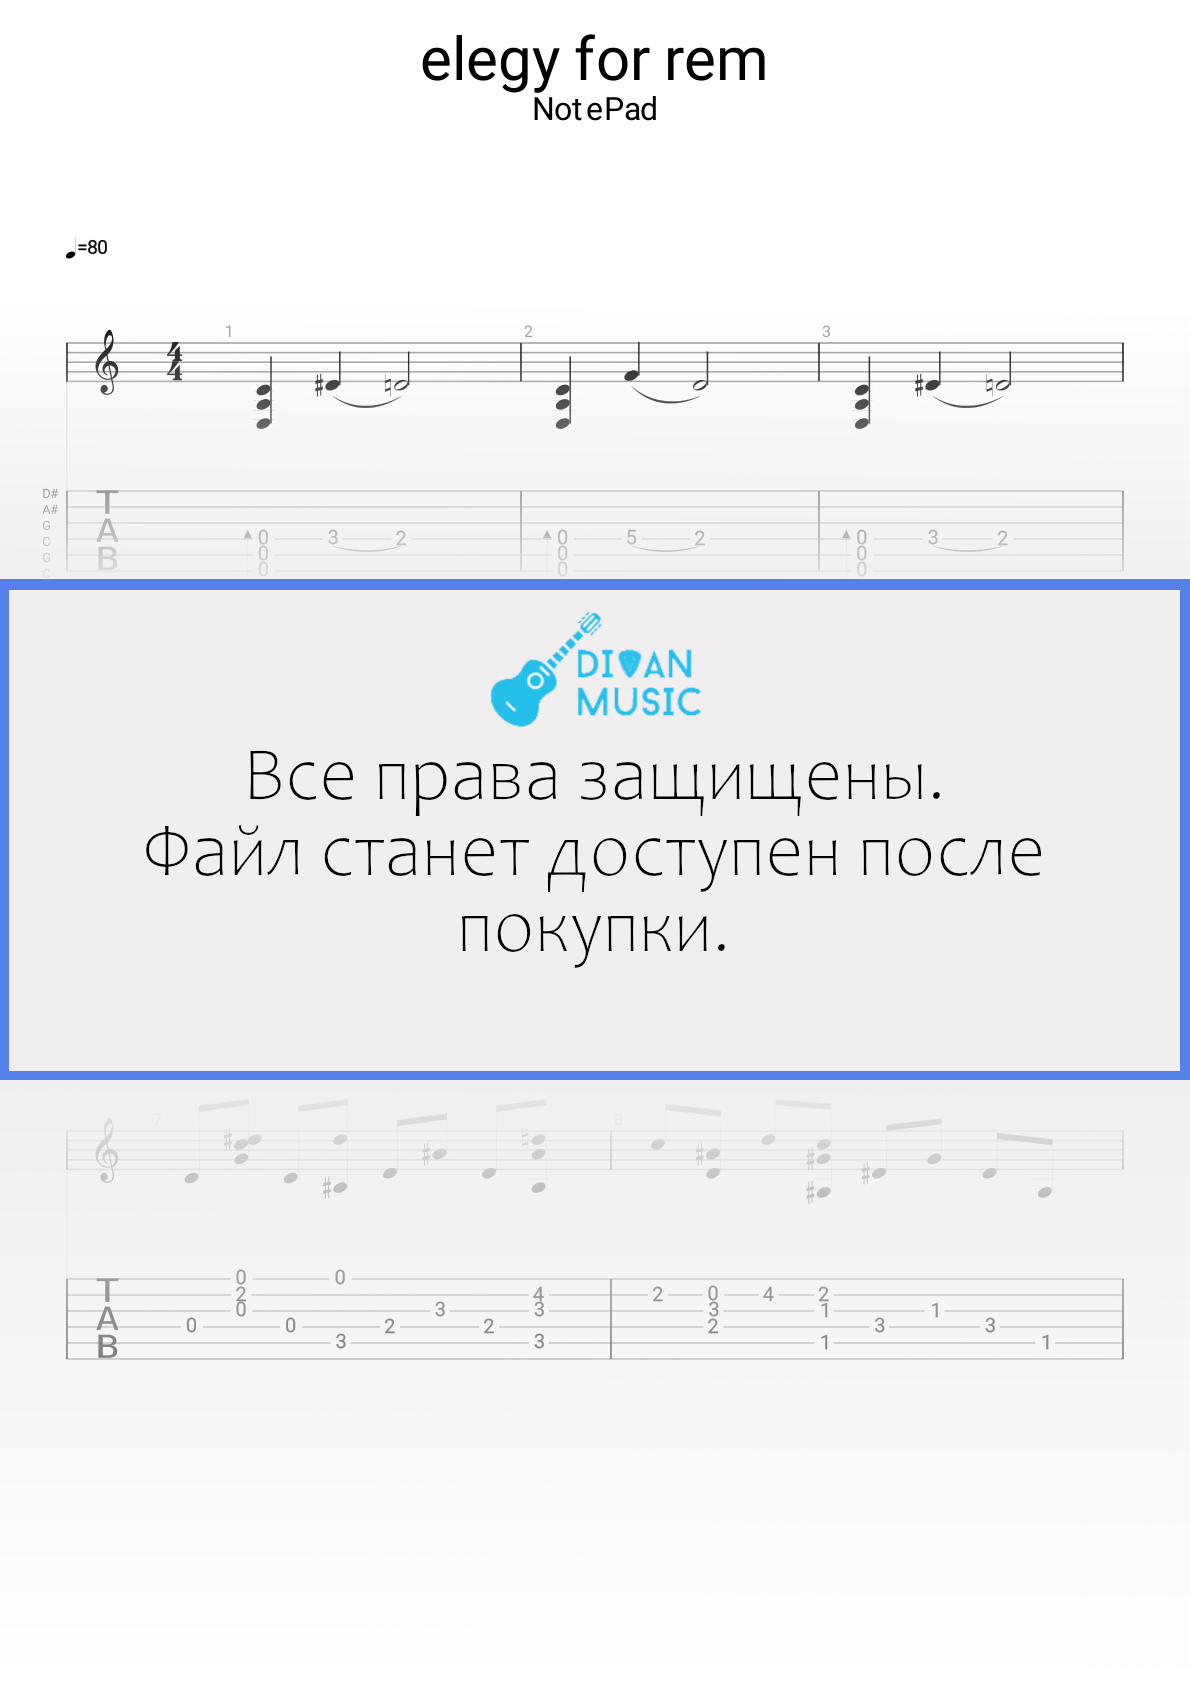 elegy for rem
NotePad
=80
4
4
1 2 3
D# T
A#
G A
C 0 3 2 0 5 2 0 3 2
G B 0 0 0
C 0 0 0
DIVAN
MUSIC
Все права защищены.
Файл станет доступен после
покупки.
7 8
T 0 0
2 4 2 0 4 2
A 0 3 3 3 1 1
0 0 2 2 2 3 3
B 3 3 1 1